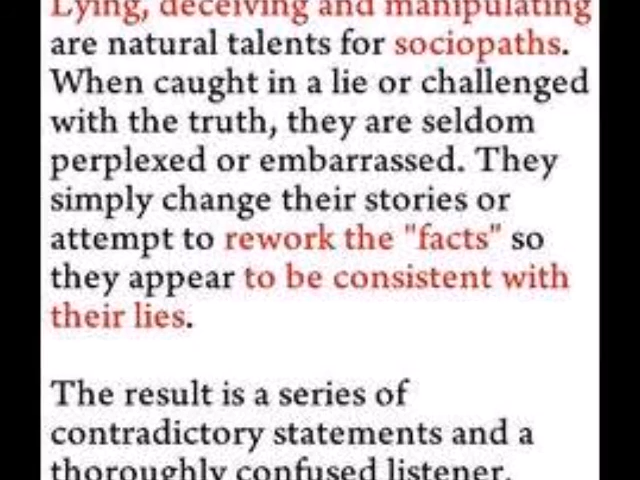 Lying, deceiving and manipulating
are natural talents for sociopaths.
When caught in a lie or challenged
with the truth, they are seldom
perplexed or embarrassed. They
simply change their stories or
attempt to rework the "facts" so
they appear to be consistent with
their lies.
The result is a series of
contradictory statements and a
thoroughly confused listener.